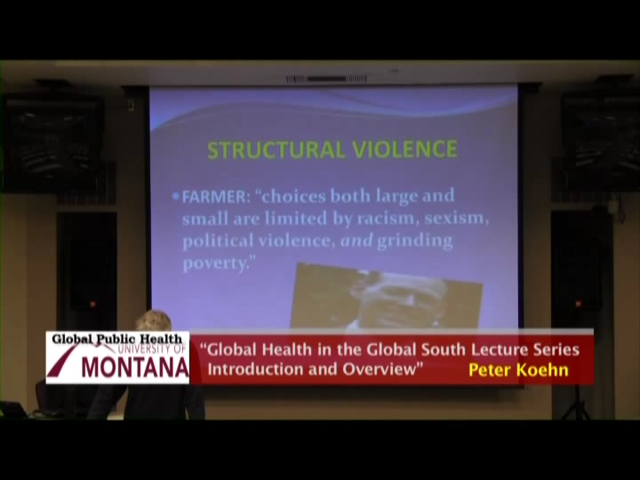 STRUCTURAL VIOLENCE
FARMER: “choices both large and
small are limited by racism, sexism,
political violence, and grinding
poverty.”
Global Public Health
UNIVERSITY OF
MONTANA
“Global Health in the Global South Lecture Series
Introduction and Overview”
Peter Koehn